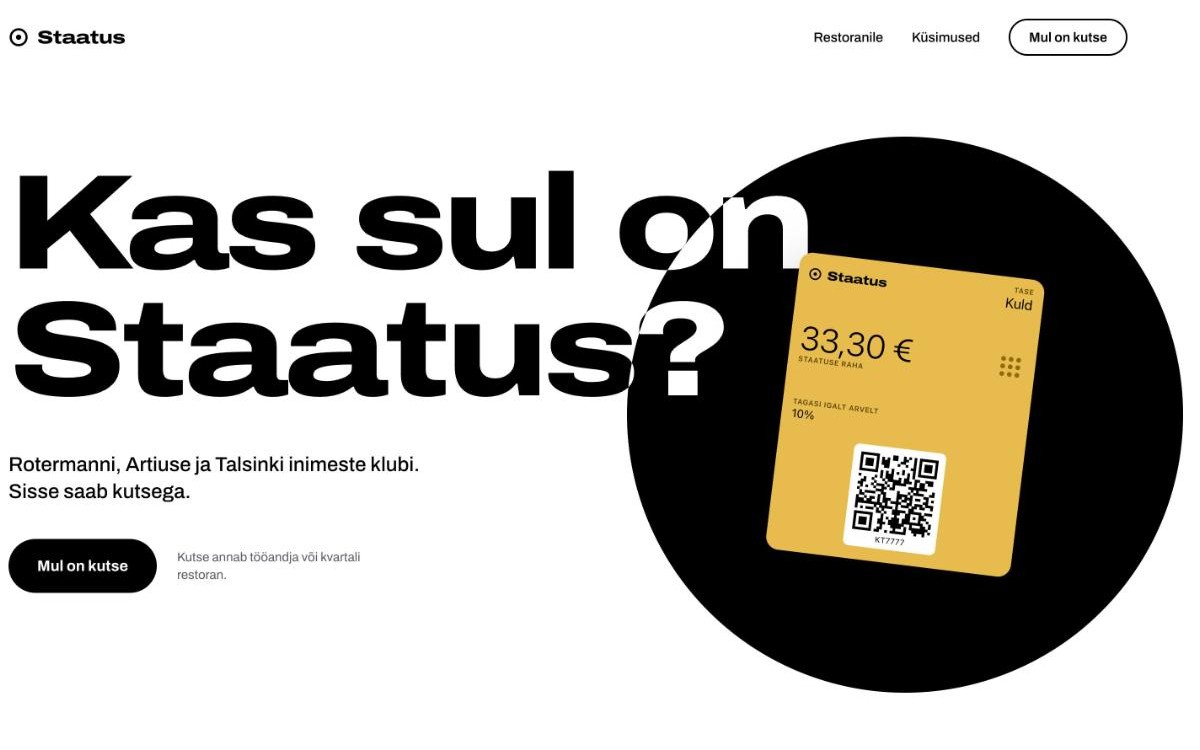 Staatus
Restoranile
Küsimused
Mul on kutse
Kas sul on
Staatus?
Rotermanni, Artiuse ja Talsinki inimeste klubi.
Sisse saab kutsega.
Mul on kutse
Kutse annab tööandja või kvartali
restoran.
Staatus
TASE
Kuld
33,30 €
STAATUSE RAHA
TAGASI IGALT ARVELT
10%
KT7777